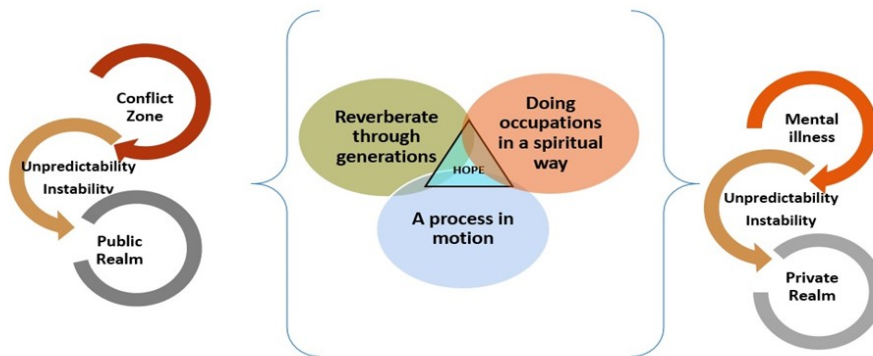 Conflict
Zone
Unpredictability
Instability
Public
Realm
Reverberate
through
generations
Doing
occupations
in a spiritual
way
HOPE
A process in
motion
Mental
illness
Unpredictability
Instability
Private
Realm